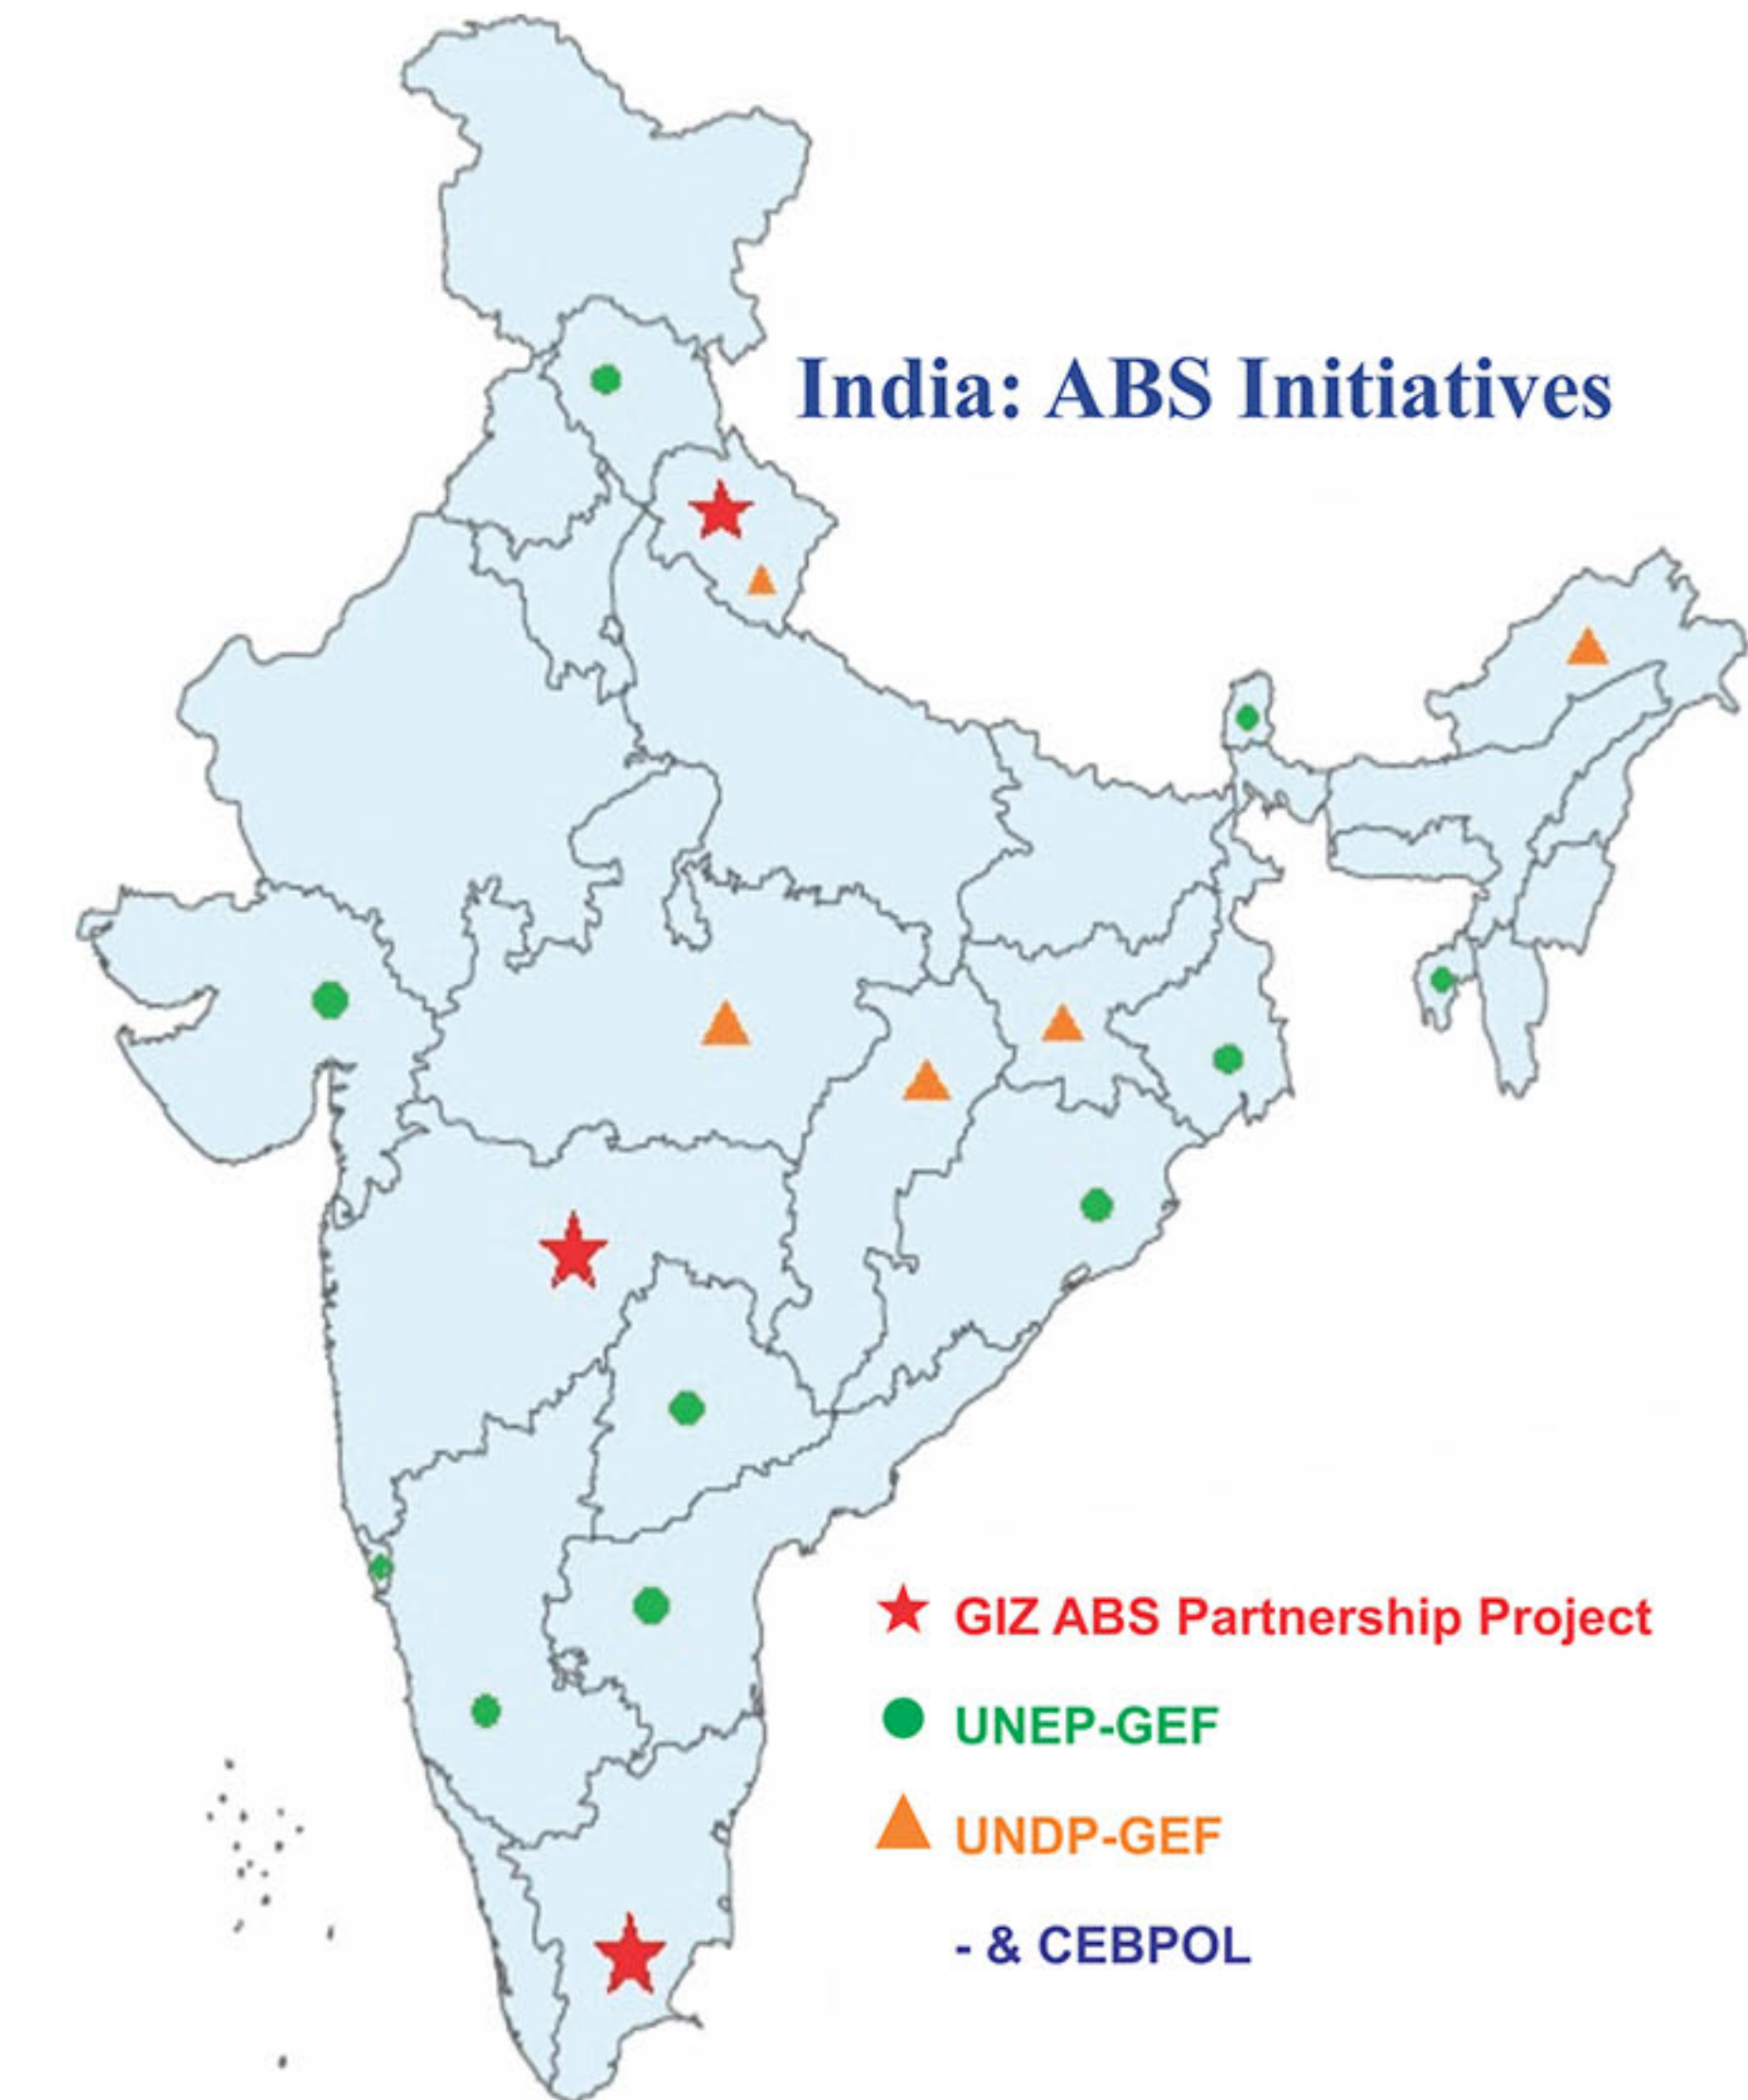 India: ABS Initiatives
GIZ ABS Partnership Project
UNEP-GEF
UNDP-GEF
- & CEBPOL